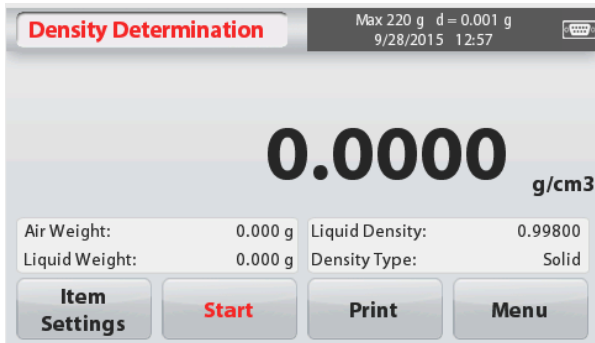 Density Determination
Max 220 g d = 0.001 g
9/28/2015 12:57
0.0000
g/cm3
Air Weight: 0.000 g
Liquid Weight: 0.000 g
Liquid Density: 0.99800
Density Type: Solid
Item
Settings
Start
Print
Menu